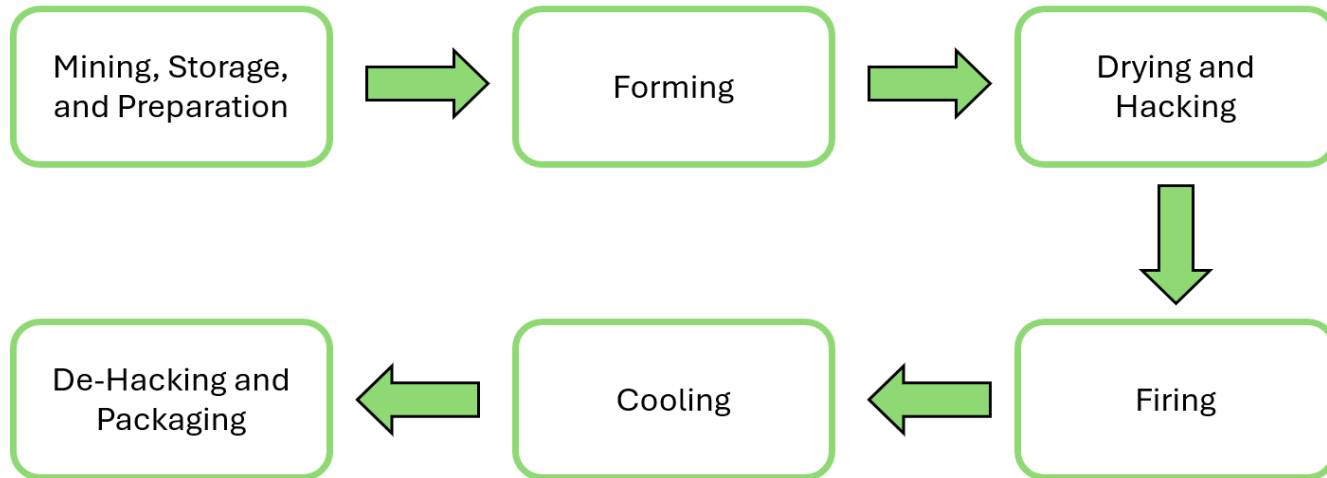 Mining, Storage,
and Preparation
Forming
Drying and
Hacking
Firing
Cooling
De-Hacking and
Packaging